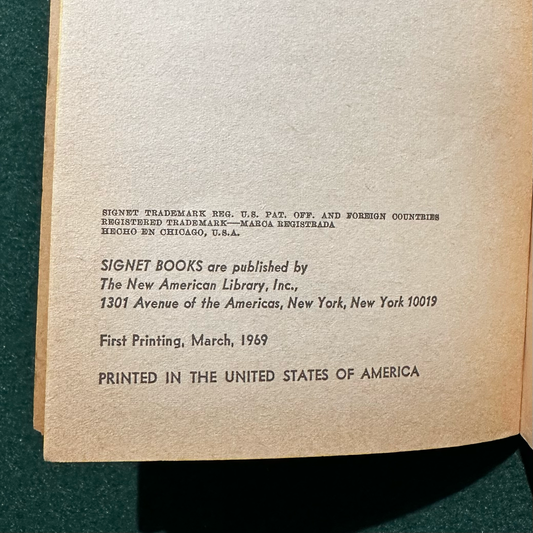 SIGNET TRADEMARK REG. U.S. PAT. OFF. AND FOREIGN COUNTRIES
REGISTERED TRADEMARK—MARCA REGISTRADA
HECHO EN CHICAGO, U.S.A.
SIGNET BOOKS are published by
The New American Library, Inc.,
1301 Avenue of the Americas, New York, New York 10019
First Printing, March, 1969
PRINTED IN THE UNITED STATES OF AMERICA